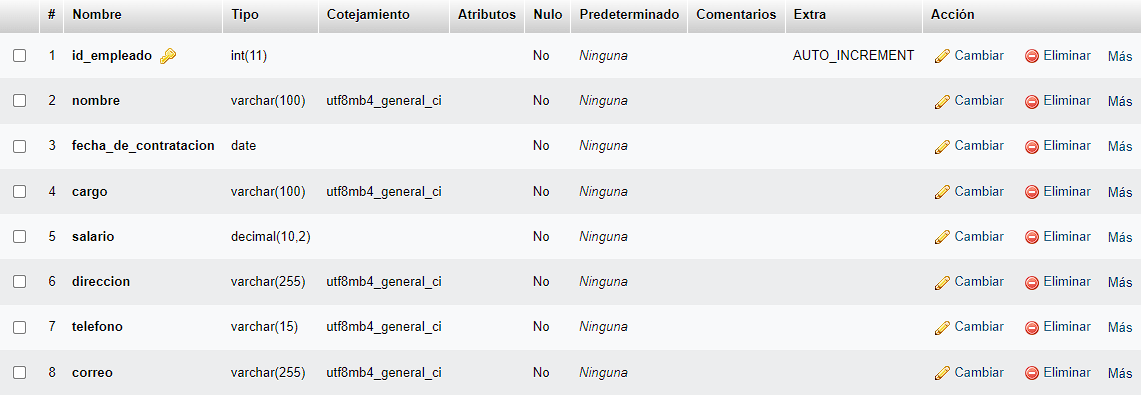 # Nombre Tipo Cotejamiento Atributos Nulo Predeterminado Comentarios Extra Acción
1 id_empleado int(11) No Ninguna AUTO_INCREMENT Cambiar Eliminar Más
2 nombre varchar(100) utf8mb4_general_ci No Ninguna Cambiar Eliminar Más
3 fecha_de_contratacion date No Ninguna Cambiar Eliminar Más
4 cargo varchar(100) utf8mb4_general_ci No Ninguna Cambiar Eliminar Más
5 salario decimal(10,2) No Ninguna Cambiar Eliminar Más
6 direccion varchar(255) utf8mb4_general_ci No Ninguna Cambiar Eliminar Más
7 telefono varchar(15) utf8mb4_general_ci No Ninguna Cambiar Eliminar Más
8 correo varchar(255) utf8mb4_general_ci No Ninguna Cambiar Eliminar Más